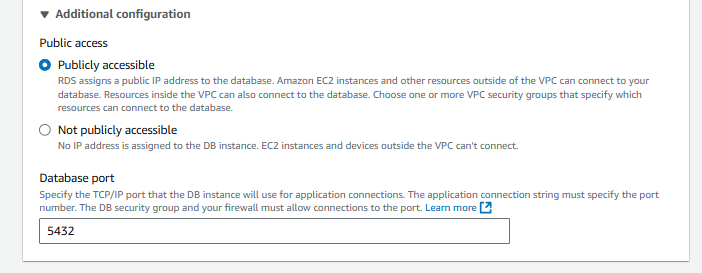 Additional configuration
Public access
Publicly accessible
RDS assigns a public IP address to the database. Amazon EC2 instances and other resources outside of the VPC can connect to your
database. Resources inside the VPC can also connect to the database. Choose one or more VPC security groups that specify which
resources can connect to the database.
Not publicly accessible
No IP address is assigned to the DB instance. EC2 instances and devices outside the VPC can't connect.
Database port
Specify the TCP/IP port that the DB instance will use for application connections. The application connection string must specify the port
number. The DB security group and your firewall must allow connections to the port. Learn more
5432